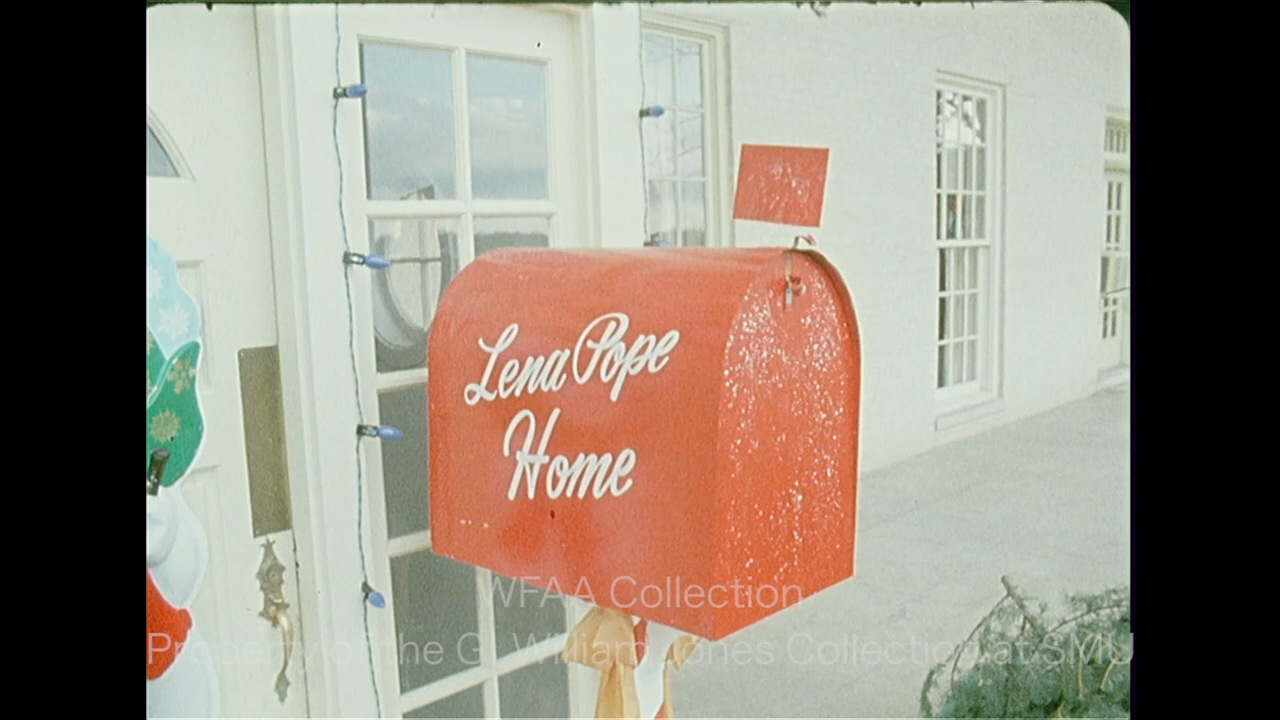 Lena Pope
Home
WFAA Collection
Property of the G. William Jones Collection at SMU